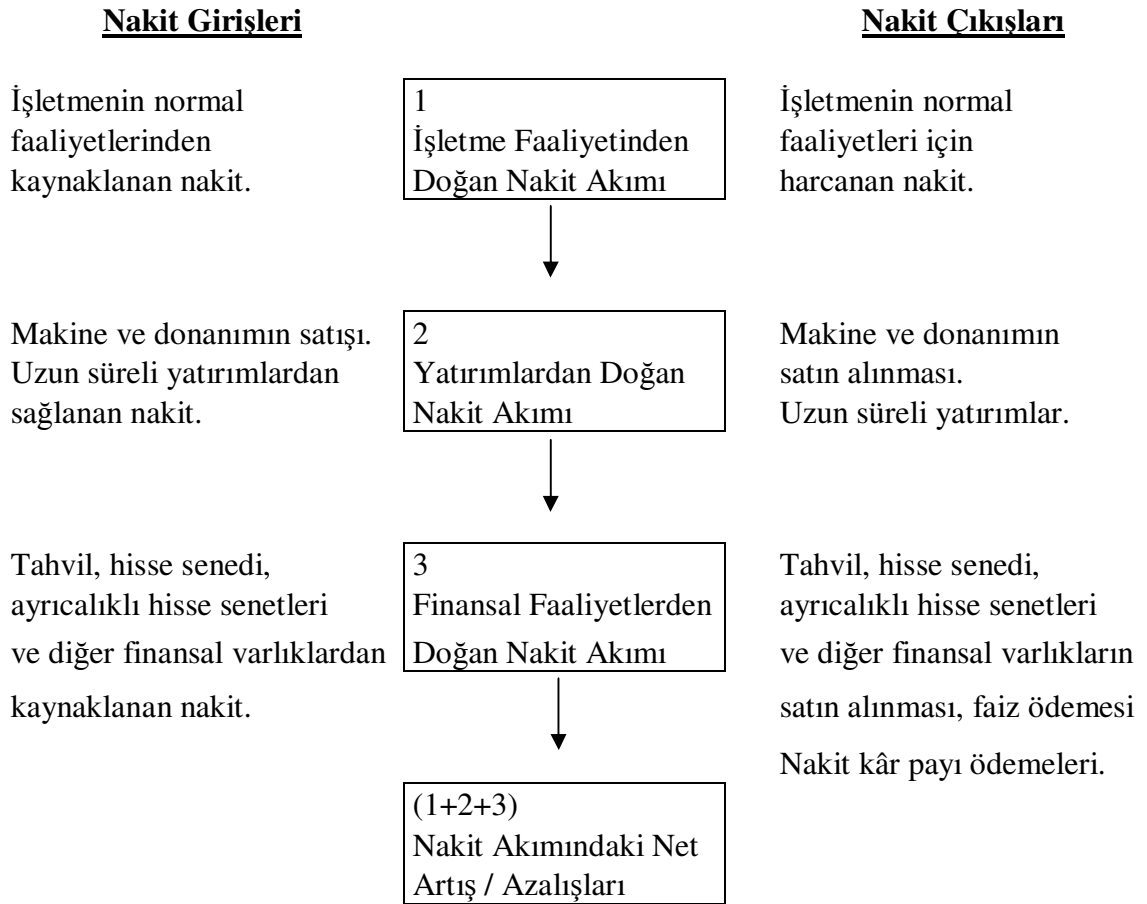 Nakit Girişleri
Nakit Çıkışları
İşletmenin normal
faaliyetlerinden
kaynaklanan nakit.
1
İşletme Faaliyetinden
Doğan Nakit Akımı
İşletmenin normal
faaliyetleri için
harcanan nakit.
Makine ve donanımın satışı.
Uzun süreli yatırımlardan
sağlanan nakit.
2
Yatırımlardan Doğan
Nakit Akımı
Makine ve donanımın
satın alınması.
Uzun süreli yatırımlar.
Tahvil, hisse senedi,
ayrıcalıklı hisse senetleri
ve diğer finansal varlıklardan
kaynaklanan nakit.
3
Finansal Faaliyetlerden
Doğan Nakit Akımı
Tahvil, hisse senedi,
ayrıcalıklı hisse senetleri
ve diğer finansal varlıkların
satın alınması, faiz ödemesi
Nakit kâr payı ödemeleri.
(1+2+3)
Nakit Akımındaki Net
Artış / Azalışları